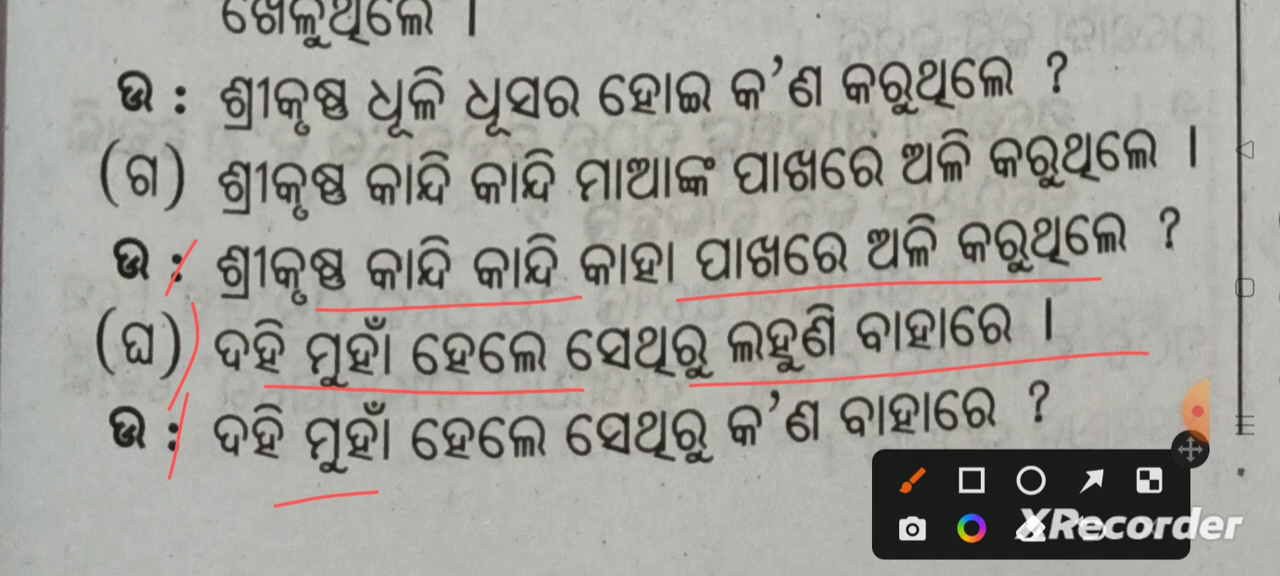 ଖେଳୁଥିଲେ ।
ଉ : ଶ୍ରୀକୃଷ୍ଣ ଧୂଳି ଧୂସର ହୋଇ କ’ଣ କରୁଥିଲେ ?
(ଗ) ଶ୍ରୀକୃଷ୍ଣ କାନ୍ଦି କାନ୍ଦି ମାଆଙ୍କ ପାଖରେ ଅଳି କରୁଥିଲେ ।
ଉ : ଶ୍ରୀକୃଷ୍ଣ କାନ୍ଦି କାନ୍ଦି କାହା ପାଖରେ ଅଳି କରୁଥିଲେ ?
(ଘ) ଦହି ମୁହାଁ ହେଲେ ସେଥିରୁ ଲହୁଣି ବାହାରେ ।
ଉ : ଦହି ମୁହାଁ ହେଲେ ସେଥିରୁ କ’ଣ ବାହାରେ ?
XRecorder